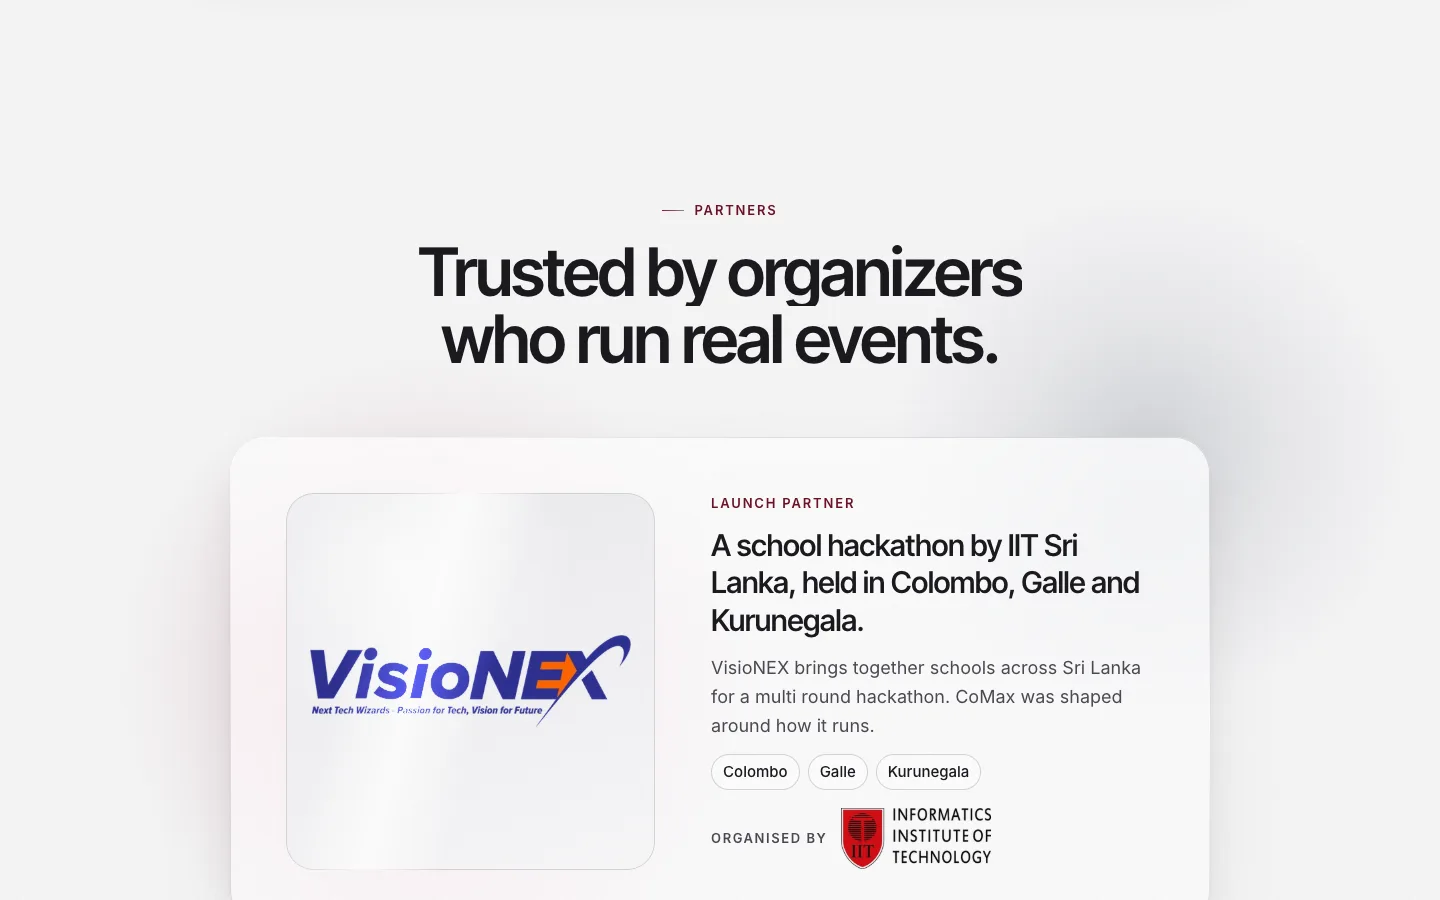 PARTNERS
Trusted by organizers
who run real events.
VisioNEX
Next Tech Wizards - Passion for Tech, Vision for Future
LAUNCH PARTNER
A school hackathon by IIT Sri
Lanka, held in Colombo, Galle and
Kurunegala.
VisioNEX brings together schools across Sri Lanka
for a multi round hackathon. CoMax was shaped
around how it runs.
Colombo
Galle
Kurunegala
ORGANISED BY
IIT
INFORMATICS
INSTITUTE OF
TECHNOLOGY